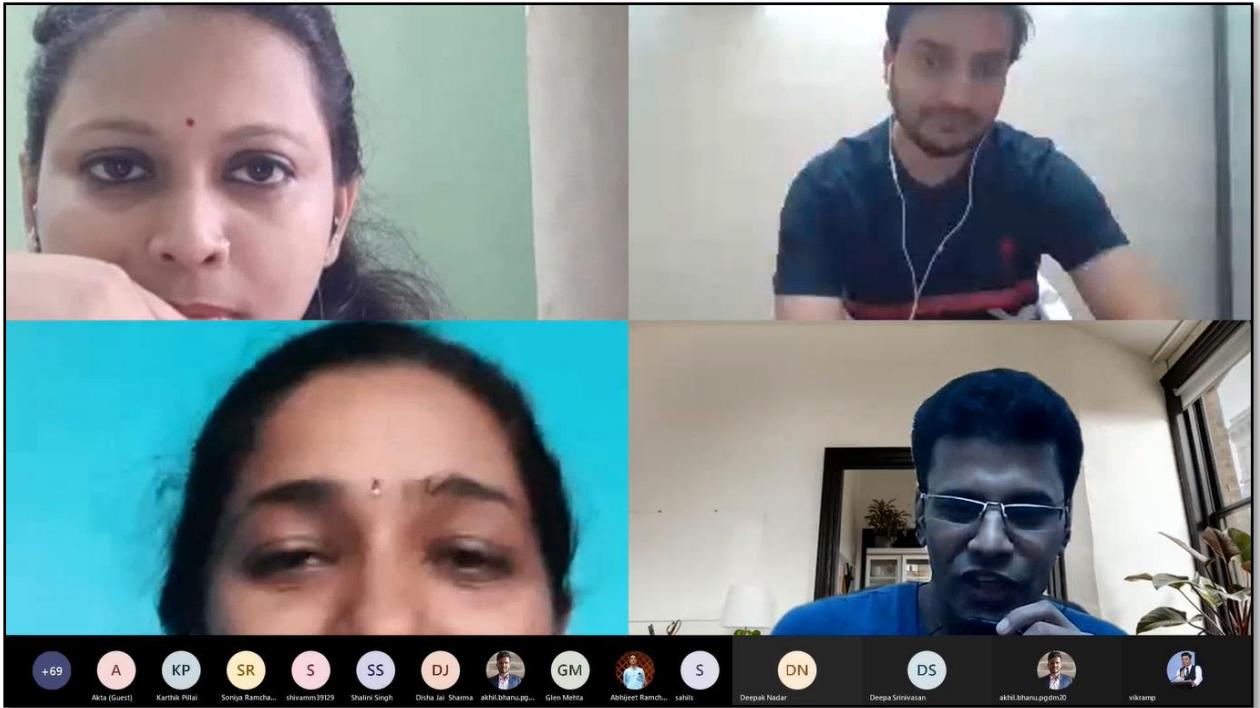 +69
A
KP
SR
S
SS
DJ
GM
S
DN
DS
Akta (Guest)
Karthik Pillai
Soniya Ramcha...
shivamm39129
Shalini Singh
Disha Jai Sharma
akhil.bhanu.pg...
Glen Mehta
Abhijeet Ramch...
sahils
Deepak Nadar
Deepa Srinivasan
akhil.bhanu.pgdm20
vikramp